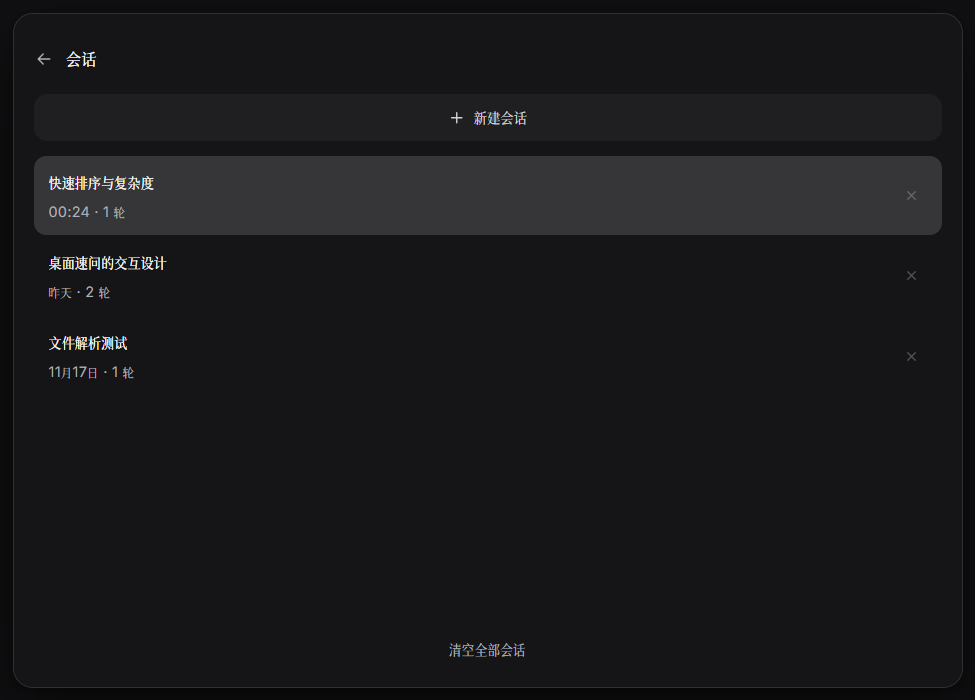 会话
新建会话
快速排序与复杂度
00:24 · 1 轮
桌面速问的交互设计
昨天 · 2 轮
文件解析测试
11月17日 · 1 轮
清空全部会话